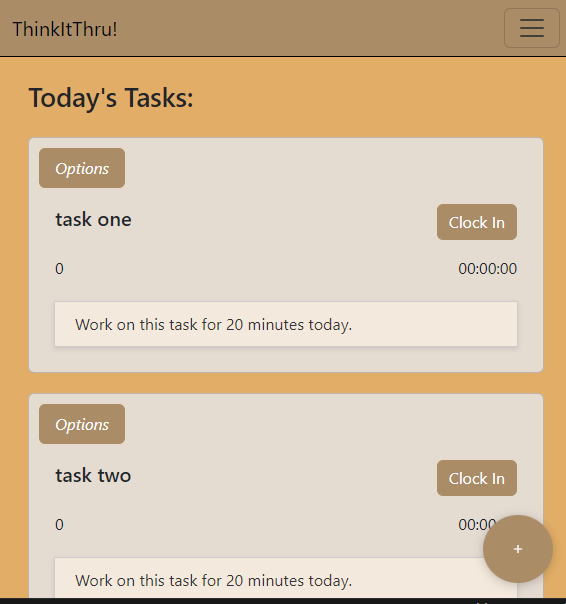 ThinkItThru!
Today's Tasks:
Options
task one
Clock In
0
00:00:00
Work on this task for 20 minutes today.
Options
task two
Clock In
0
00:00
+
Work on this task for 20 minutes today.